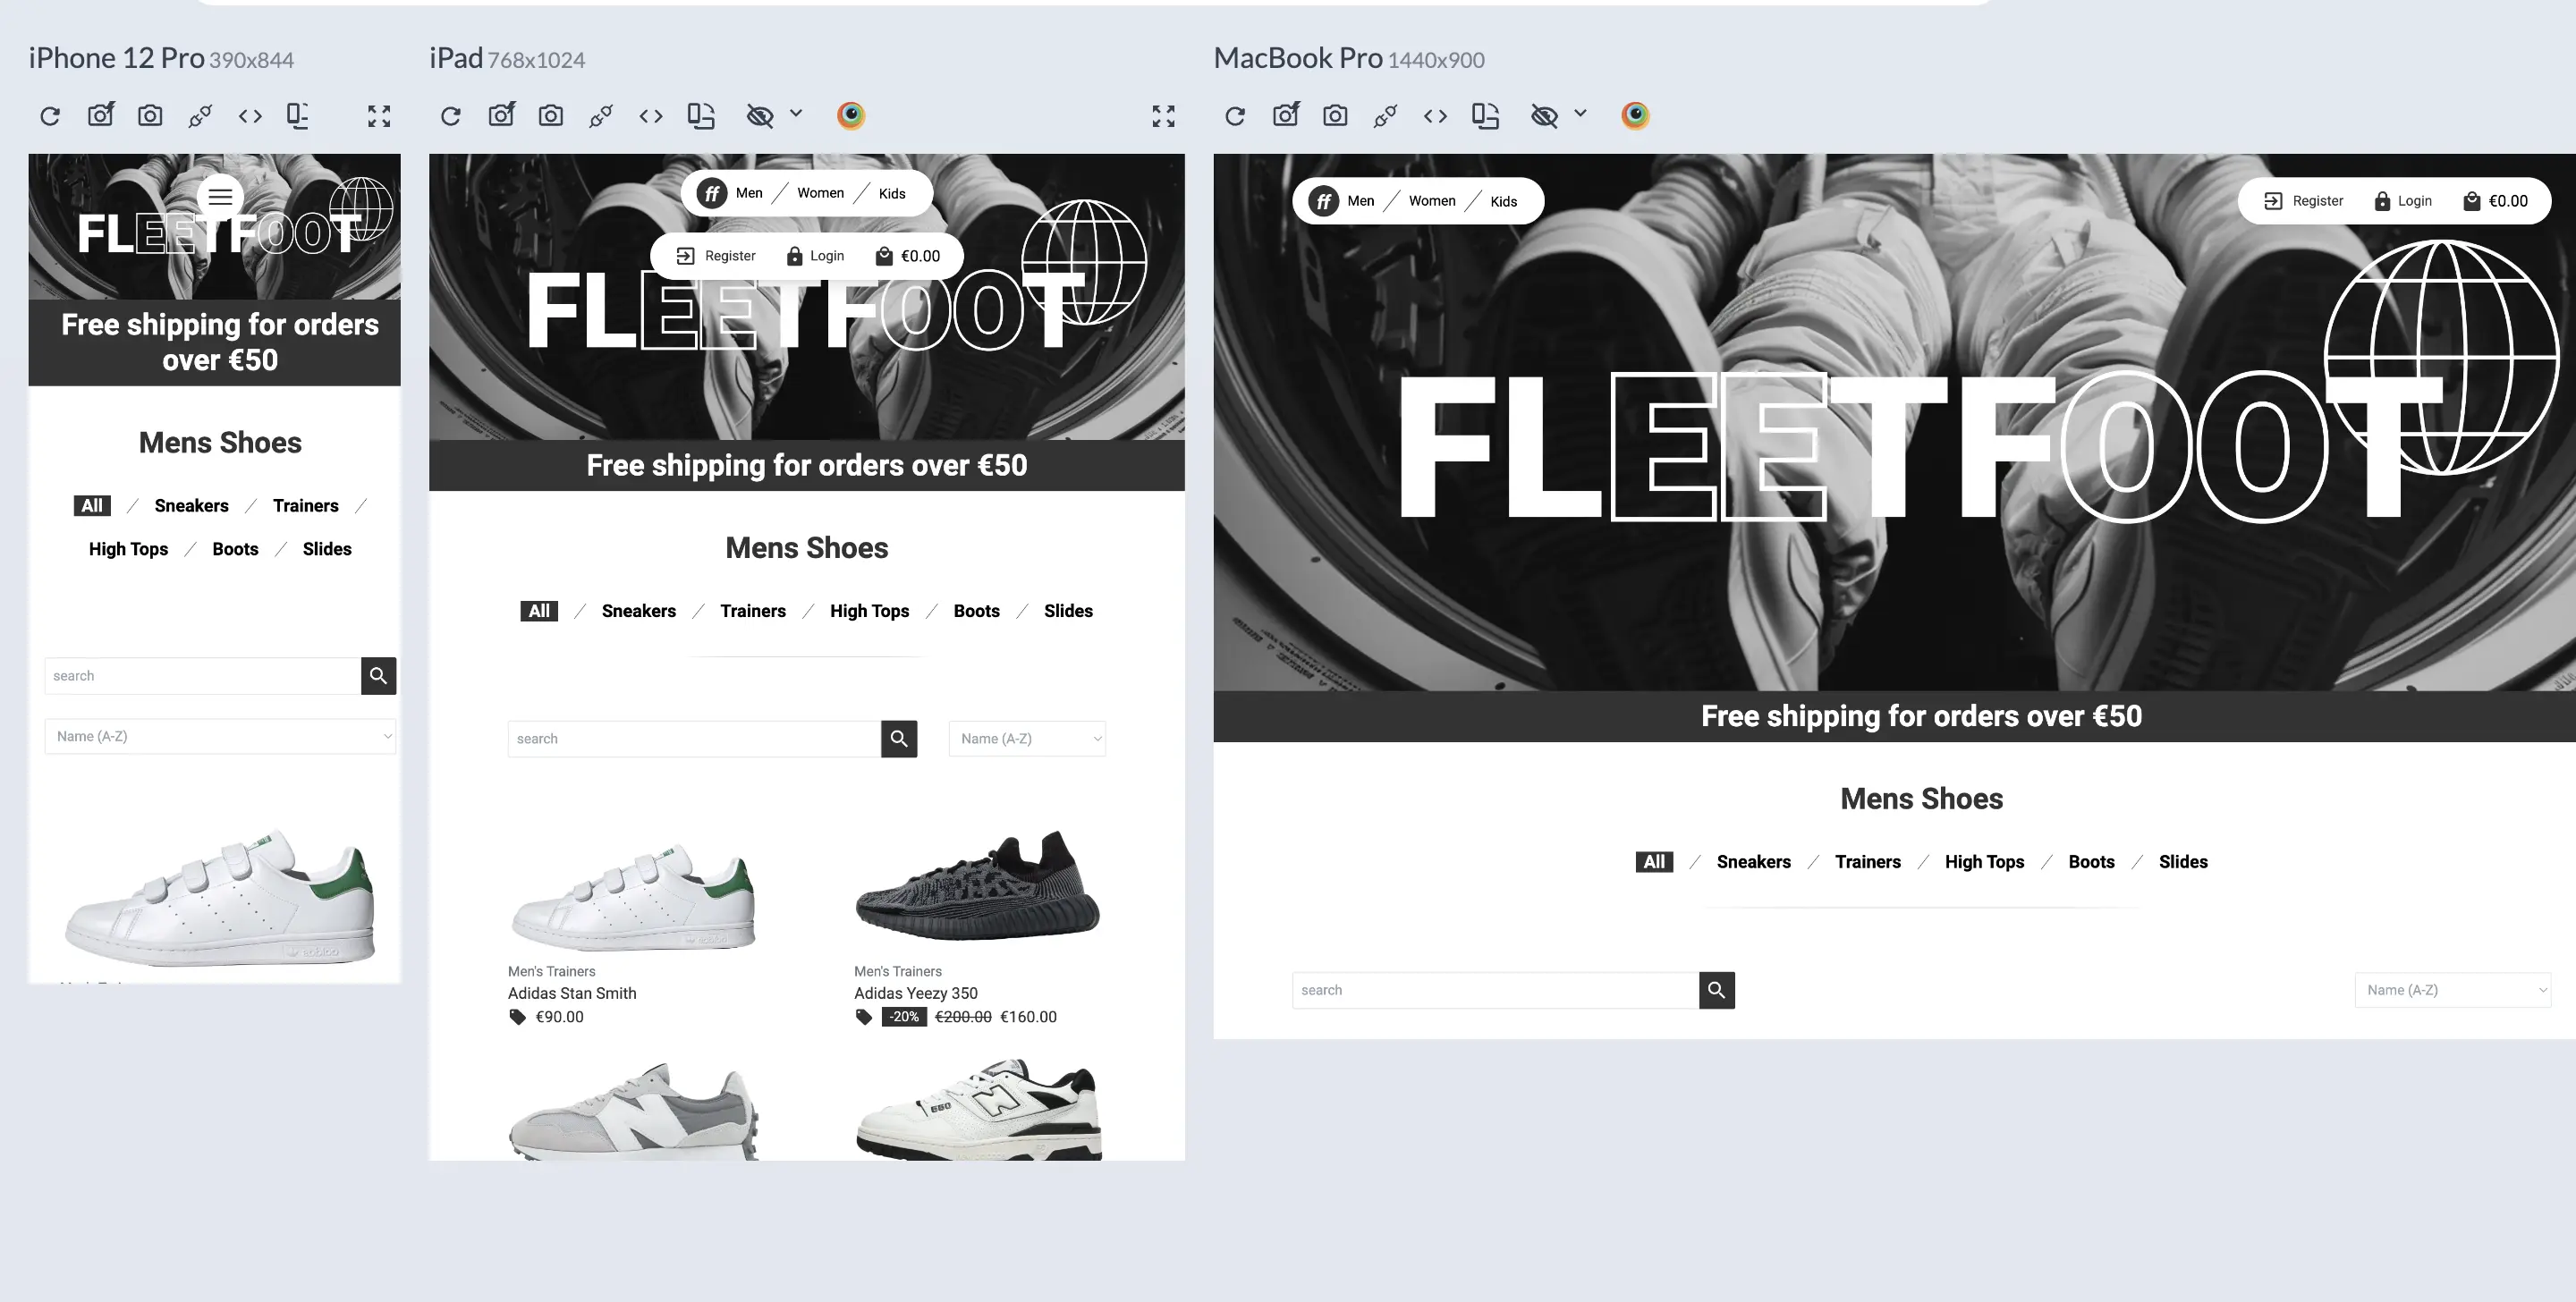 iPhone 12 Pro 390x844
FLEETFOOT
Free shipping for orders
over €50
Mens Shoes
All / Sneakers / Trainers /
High Tops / Boots / Slides
search
Name (A-Z)
iPad 768x1024
ff Men / Women / Kids
Register Login €0.00
FLEETFOOT
Free shipping for orders over €50
Mens Shoes
All / Sneakers / Trainers / High Tops / Boots / Slides
search
Name (A-Z)
Men's Trainers
Adidas Stan Smith
€90.00
Men's Trainers
Adidas Yeezy 350
-20% €200.00 €160.00
N
550
N
MacBook Pro 1440x900
ff Men / Women / Kids
Register Login €0.00
FLEETFOOT
Free shipping for orders over €50
Mens Shoes
All / Sneakers / Trainers / High Tops / Boots / Slides
search
Name (A-Z)